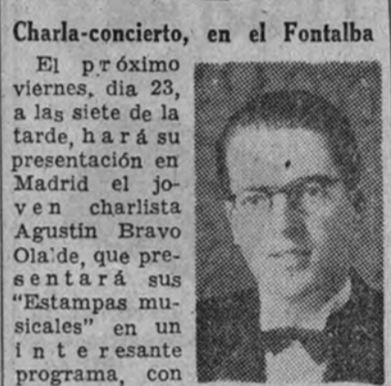 Charla-concierto, en el Fontalba
El próximo
viernes, dia 23,
a las siete de la
tarde, hará su
presentación en
Madrid el jo-
ven charlista
Agustín Bravo
Olalde, que pre-
sentará sus
"Estampas mu-
sicales" en un
interesante
programa, con